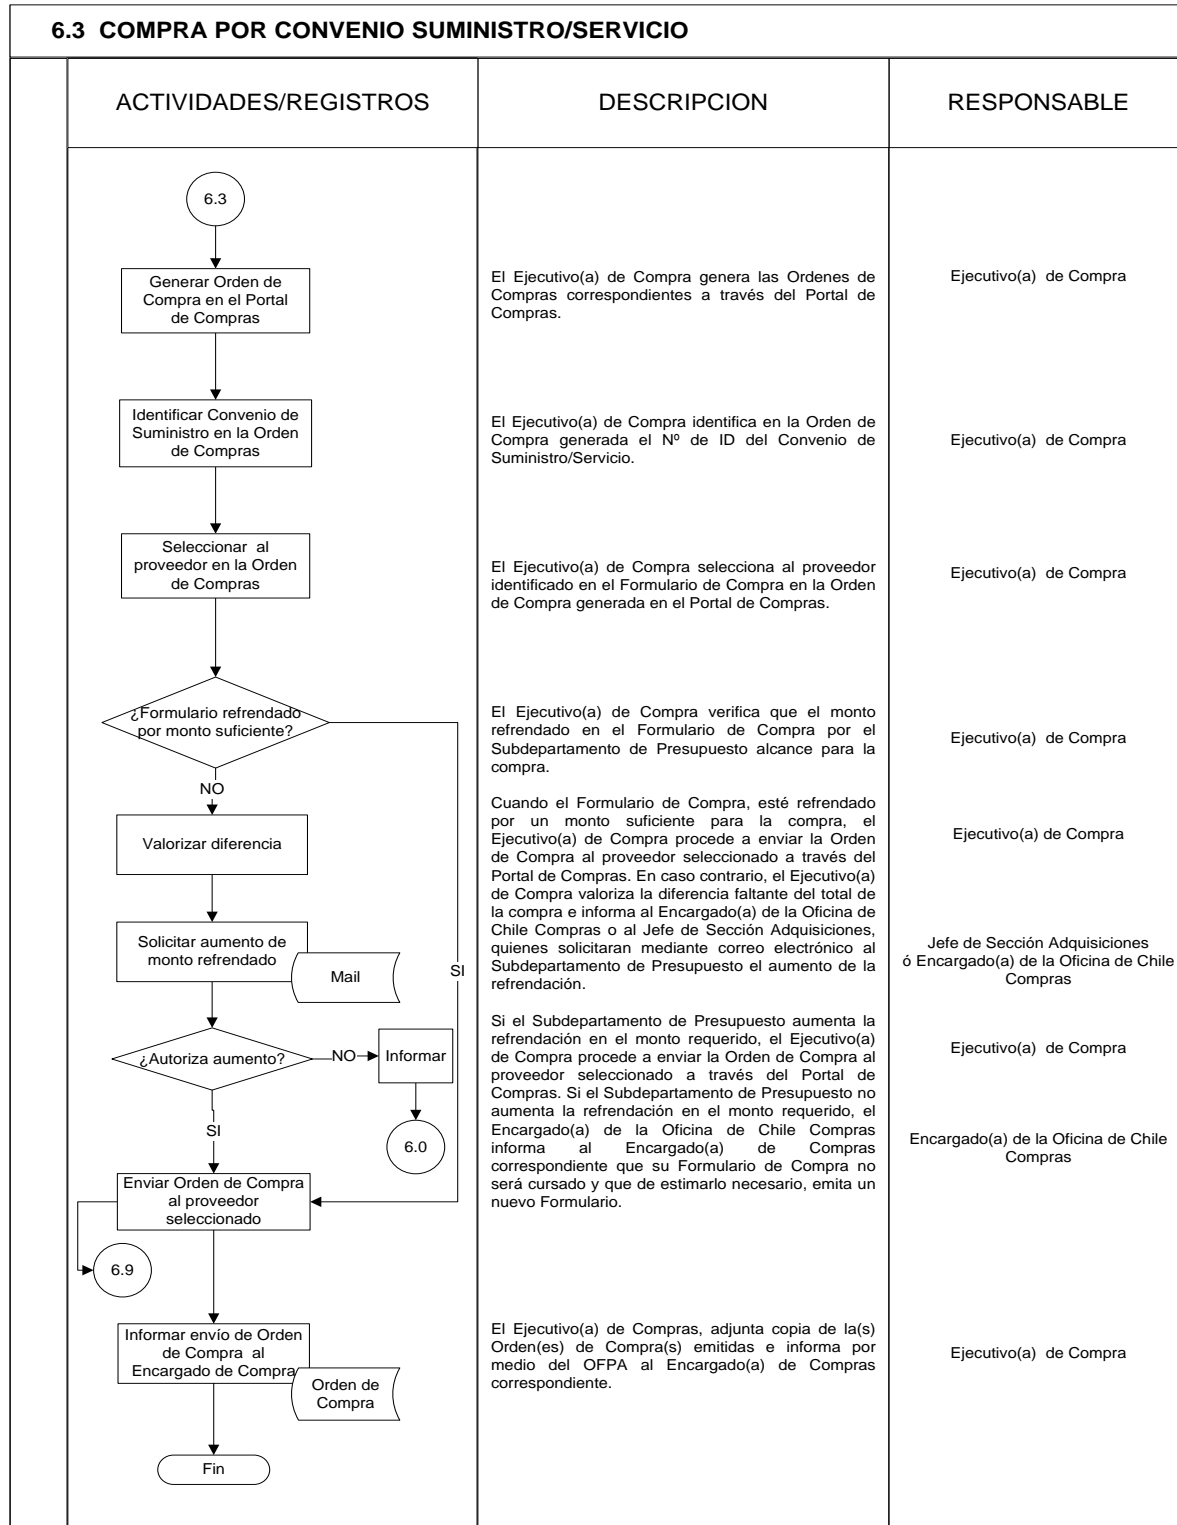 6.3 COMPRA POR CONVENIO SUMINISTRO/SERVICIO
ACTIVIDADES/REGISTROS
DESCRIPCION
RESPONSABLE
6.3
Generar Orden de
Compra en el Portal
de Compras
El Ejecutivo(a) de Compra genera las Ordenes de
Compras correspondientes a través del Portal de
Compras.
Ejecutivo(a) de Compra
Identificar Convenio de
Suministro en la Orden
de Compras
El Ejecutivo(a) de Compra identifica en la Orden de
Compra generada el Nº de ID del Convenio de
Suministro/Servicio.
Ejecutivo(a) de Compra
Seleccionar al
proveedor en la Orden
de Compras
El Ejecutivo(a) de Compra selecciona al proveedor
identificado en el Formulario de Compra en la Orden
de Compra generada en el Portal de Compras.
Ejecutivo(a) de Compra
¿Formulario refrendado
por monto suficiente?
El Ejecutivo(a) de Compra verifica que el monto
refrendado en el Formulario de Compra por el
Subdepartamento de Presupuesto alcance para la
compra.
Ejecutivo(a) de Compra
NO
SI
Valorizar diferencia
Cuando el Formulario de Compra, esté refrendado
por un monto suficiente para la compra, el
Ejecutivo(a) de Compra procede a enviar la Orden
de Compra al proveedor seleccionado a través del
Portal de Compras. En caso contrario, el Ejecutivo(a)
de Compra valoriza la diferencia faltante del total de
la compra e informa al Encargado(a) de la Oficina de
Chile Compras o al Jefe de Sección Adquisiciones,
quienes solicitaran mediante correo electrónico al
Subdepartamento de Presupuesto el aumento de la
refrendación.
Ejecutivo(a) de Compra
Solicitar aumento de
monto refrendado
Mail
Jefe de Sección Adquisiciones
ó Encargado(a) de la Oficina de Chile
Compras
¿Autoriza aumento?
NO
Informar
6.0
SI
Si el Subdepartamento de Presupuesto aumenta la
refrendación en el monto requerido, el Ejecutivo(a)
de Compra procede a enviar la Orden de Compra al
proveedor seleccionado a través del Portal de
Compras. Si el Subdepartamento de Presupuesto no
aumenta la refrendación en el monto requerido, el
Encargado(a) de la Oficina de Chile Compras
informa al Encargado(a) de Compras
correspondiente que su Formulario de Compra no
será cursado y que de estimarlo necesario, emita un
nuevo Formulario.
Ejecutivo(a) de Compra
Encargado(a) de la Oficina de Chile
Compras
Enviar Orden de Compra
al proveedor
seleccionado
6.9
Informar envío de Orden
de Compra al
Encargado de Compra
Orden de
Compra
El Ejecutivo(a) de Compras, adjunta copia de la(s)
Orden(es) de Compra(s) emitidas e informa por
medio del OFPA al Encargado(a) de Compras
correspondiente.
Ejecutivo(a) de Compra
Fin